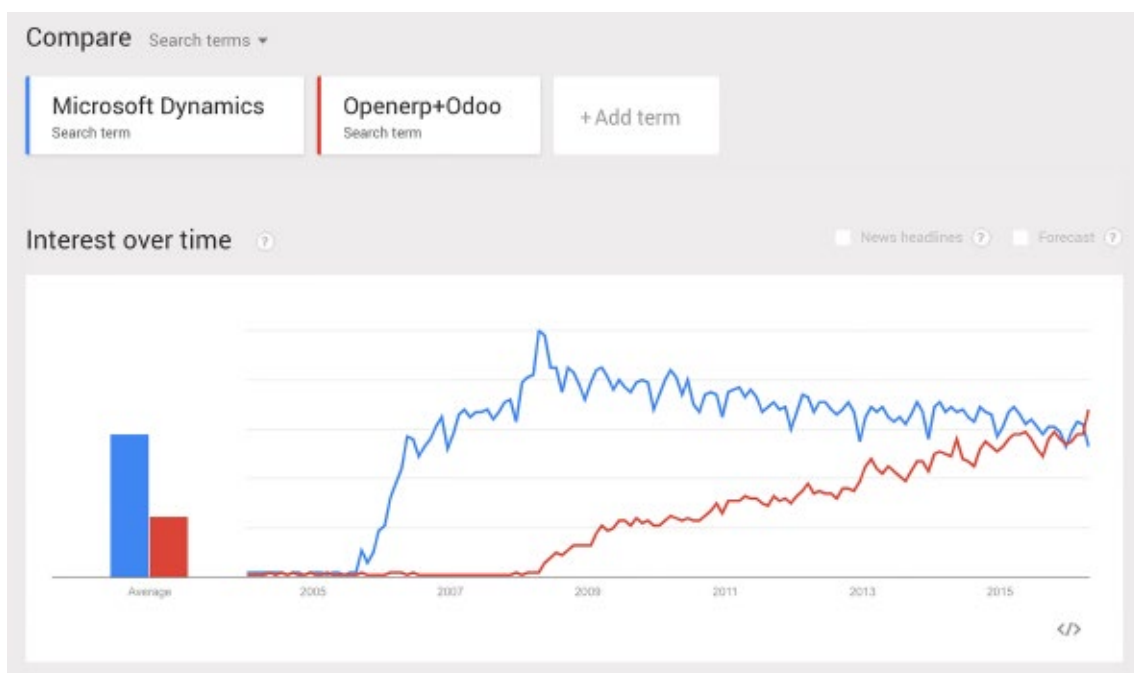 Compare Search terms
Microsoft Dynamics
Search term
Openerp+Odoo
Search term
+ Add term
Interest over time ?
News headlines ? Forecast ?
Average 2005 2007 2009 2011 2013 2015
</>